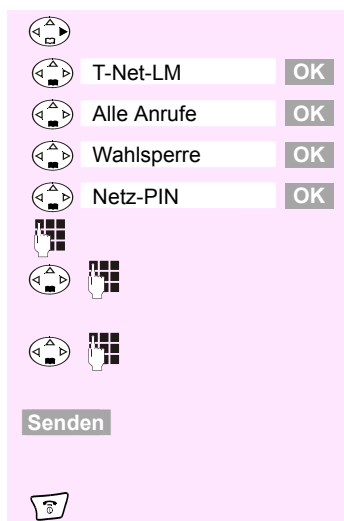 T-Net-LM OK
Alle Anrufe OK
Wahlsperre OK
Netz-PIN OK
Senden